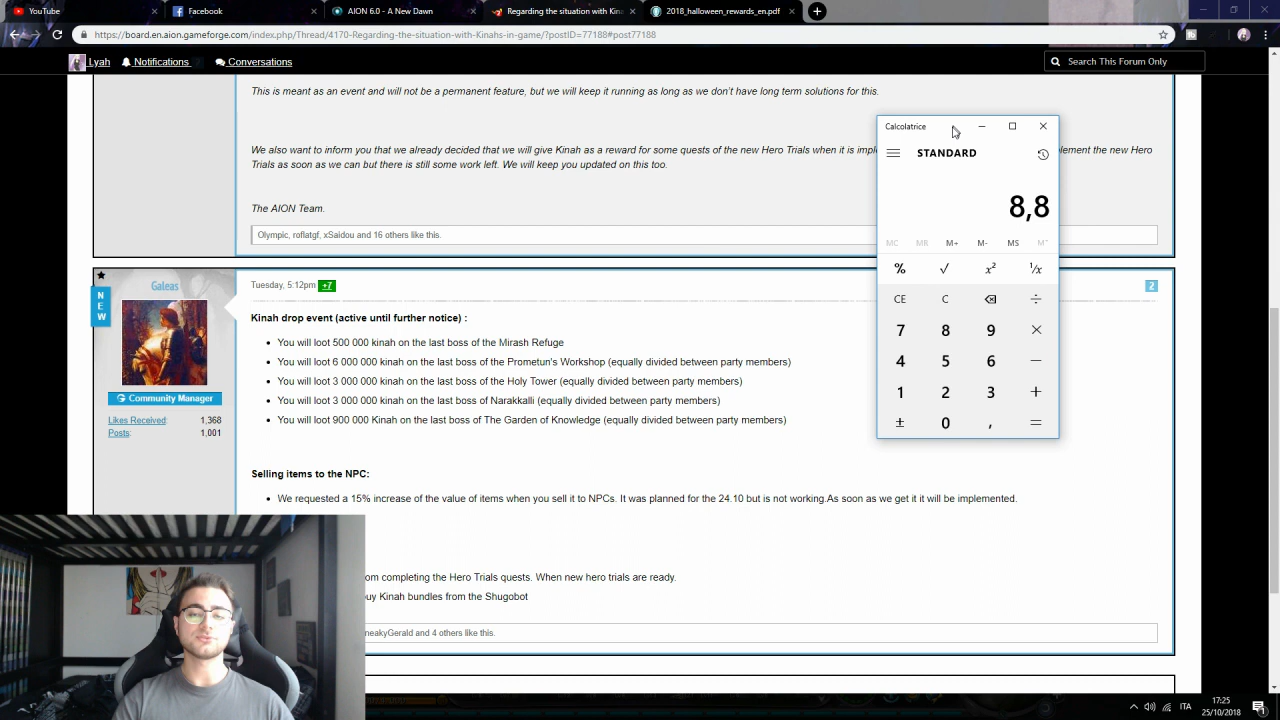 YouTube
Facebook
AION 6.0 - A New Dawn
Regarding the situation with Kin
2018_halloween_rewards_en.pdf
https://board.en.aion.gameforge.com/index.php/Thread/4170-Regarding-the-situation-with-Kinahs-in-game/?postID=77188#post77188
Lyah Notifications Conversations
Search This Forum Only
This is meant as an event and will not be a permanent feature, but we will keep it running as long as we don't have long term solutions for this.
We also want to inform you that we already decided that we will give Kinah as a reward for some quests of the new Hero Trials when it is impl
lement the new Hero
Trials as soon as we can but there is still some work left. We will keep you updated on this too.
The AION Team.
Olympic, roflatgf, xSaidou and 16 others like this.
Calcolatrice
STANDARD
8,8
MC MR M+ M- MS M˅
% √ x² ¹/x
CE C ÷
7 8 9 ×
4 5 6 −
1 2 3 +
± 0 , =
NEW
Galeas
Community Manager
Likes Received: 1,368
Posts: 1,001
Tuesday, 5:12pm +7
2
Kinah drop event (active until further notice) :
• You will loot 500 000 kinah on the last boss of the Mirash Refuge
• You will loot 6 000 000 kinah on the last boss of the Prometun's Workshop (equally divided between party members)
• You will loot 3 000 000 kinah on the last boss of the Holy Tower (equally divided between party members)
• You will loot 3 000 000 kinah on the last boss of Narakkalli (equally divided between party members)
• You will loot 900 000 Kinah on the last boss of The Garden of Knowledge (equally divided between party members)
Selling items to the NPC:
• We requested a 15% increase of the value of items when you sell it to NPCs. It was planned for the 24.10 but is not working.As soon as we get it it will be implemented.
om completing the Hero Trials quests. When new hero trials are ready.
uy Kinah bundles from the Shugobot
neakyGerald and 4 others like this.
ITA
17:25
25/10/2018